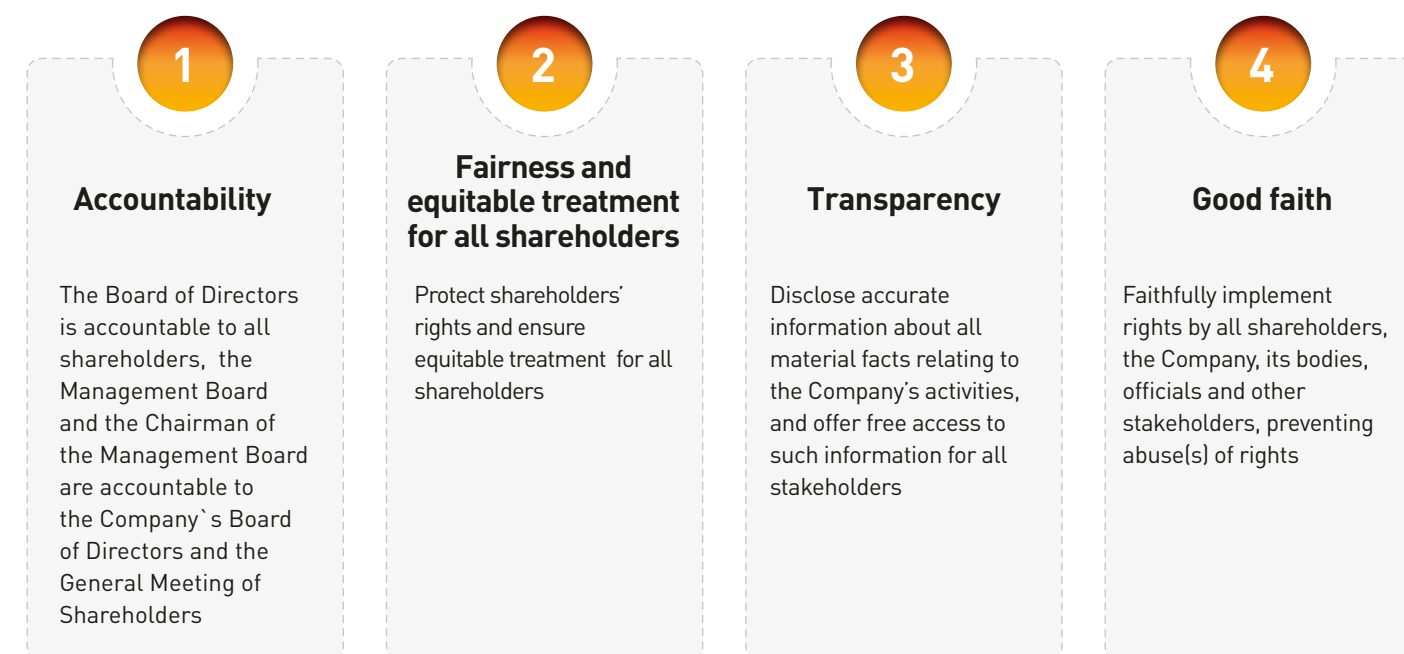 1
Accountability
The Board of Directors
is accountable to all
shareholders,  the
Management Board
and the Chairman of
the Management Board
are accountable to
the Company`s Board
of Directors and the
General Meeting of
Shareholders
2
Fairness and
equitable treatment
for all shareholders
Protect shareholders’
rights and ensure
equitable treatment  for all
shareholders
3
Transparency
Disclose accurate
information about all
material facts relating to
the Company’s activities,
and offer free access to
such information for all
stakeholders
4
Good faith
Faithfully implement
rights by all shareholders,
the Company, its bodies,
officials and other
stakeholders, preventing
abuse(s) of rights